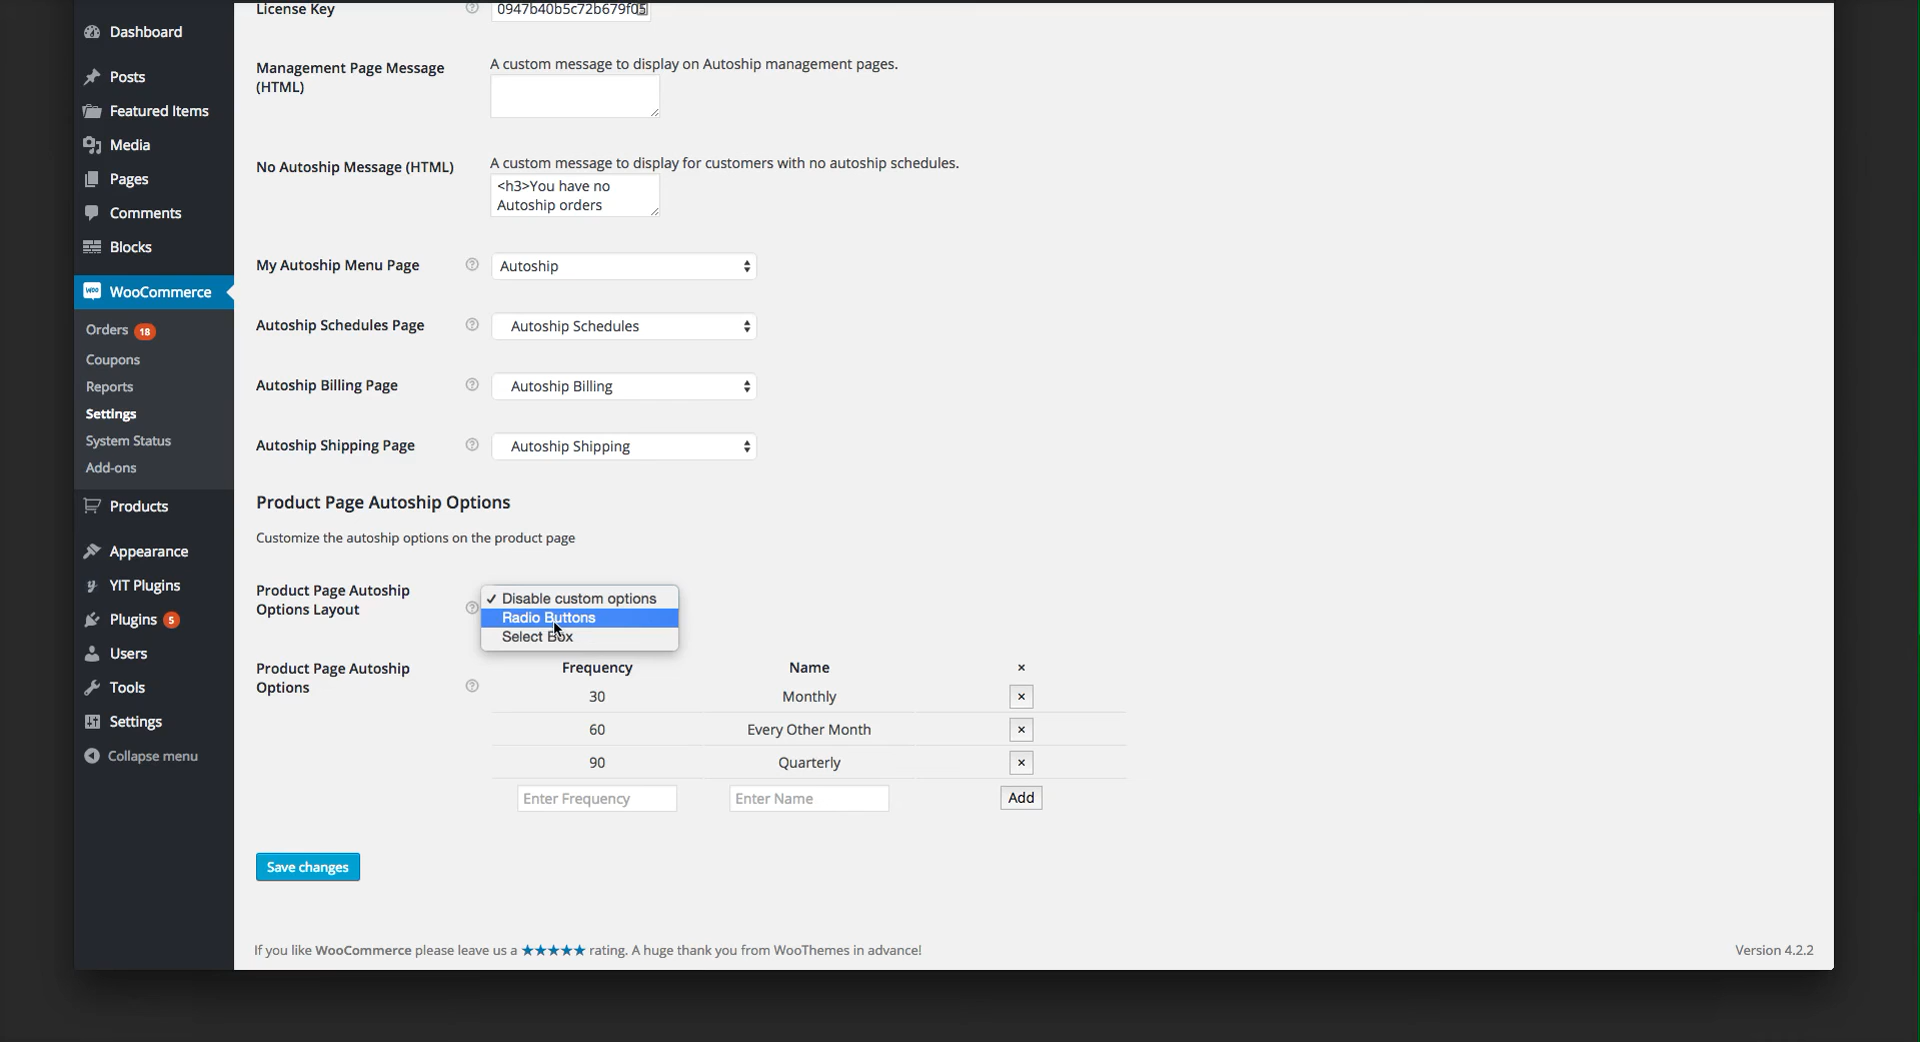 Dashboard
Posts
Featured Items
Media
Pages
Comments
Blocks
WooCommerce
Orders 18
Coupons
Reports
Settings
System Status
Add-ons
Products
Appearance
YIT Plugins
Plugins 5
Users
Tools
Settings
Collapse menu
License Key
0947b40b5c72b679f05
Management Page Message
(HTML)
A custom message to display on Autoship management pages.
No Autoship Message (HTML)
A custom message to display for customers with no autoship schedules.
<h3>You have no
Autoship orders
My Autoship Menu Page
Autoship
Autoship Schedules Page
Autoship Schedules
Autoship Billing Page
Autoship Billing
Autoship Shipping Page
Autoship Shipping
Product Page Autoship Options
Customize the autoship options on the product page
Product Page Autoship
Options Layout
✓ Disable custom options
Radio Buttons
Select Box
Product Page Autoship
Options
Frequency Name ×
30 Monthly ×
60 Every Other Month ×
90 Quarterly ×
Enter Frequency Enter Name Add
Save changes
If you like WooCommerce please leave us a ★★★★★ rating. A huge thank you from WooThemes in advance!
Version 4.2.2